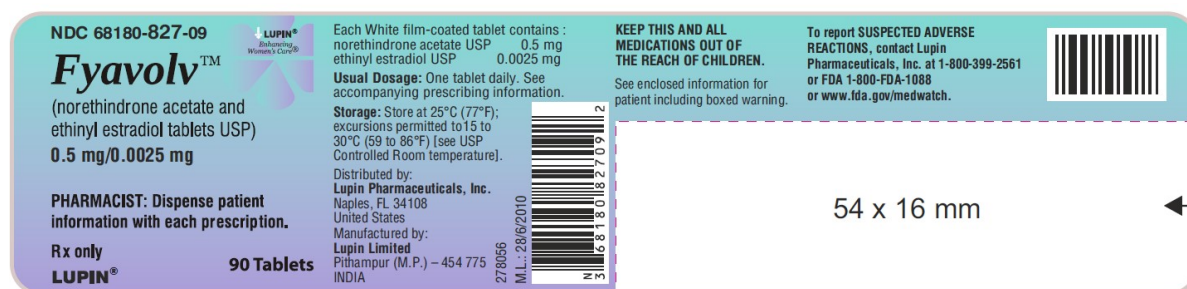 NDC 68180-827-09
LUPIN®
Enhancing
Women's Care®
Fyavolv™
(norethindrone acetate and
ethinyl estradiol tablets USP)
0.5 mg/0.0025 mg
PHARMACIST: Dispense patient
information with each prescription.
Rx only
LUPIN®
90 Tablets
Each White film-coated tablet contains :
norethindrone acetate USP 0.5 mg
ethinyl estradiol USP 0.0025 mg
Usual Dosage: One tablet daily. See
accompanying prescribing information.
Storage: Store at 25°C (77°F);
excursions permitted to15 to
30°C (59 to 86°F) [see USP
Controlled Room temperature].
Distributed by:
Lupin Pharmaceuticals, Inc.
Naples, FL 34108
United States
Manufactured by:
Lupin Limited
Pithampur (M.P.) – 454 775
INDIA
278056
M.L.: 28/6/2010
N 3 68180 82709 2
KEEP THIS AND ALL
MEDICATIONS OUT OF
THE REACH OF CHILDREN.
See enclosed information for
patient including boxed warning.
To report SUSPECTED ADVERSE
REACTIONS, contact Lupin
Pharmaceuticals, Inc. at 1-800-399-2561
or FDA 1-800-FDA-1088
or www.fda.gov/medwatch.
54 x 16 mm